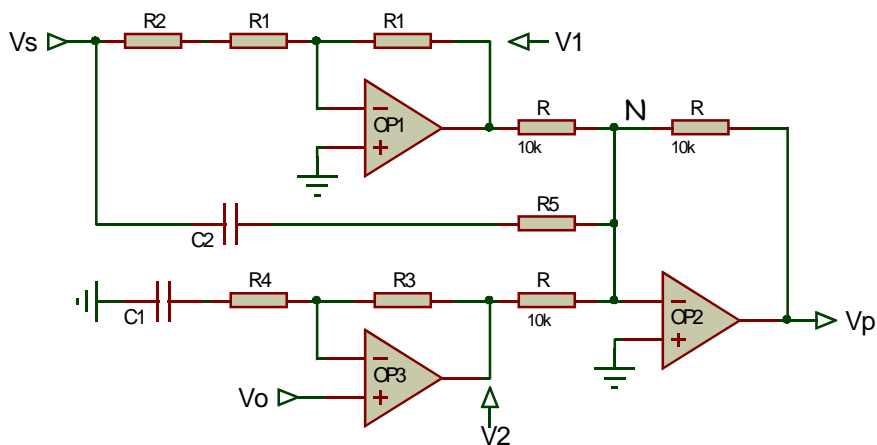 R2 R1 R1
Vs V1
R N R
OP1
10k 10k
R5
C2
R4 R3 R
C1 10k OP2
Vp
OP3
Vo
V2